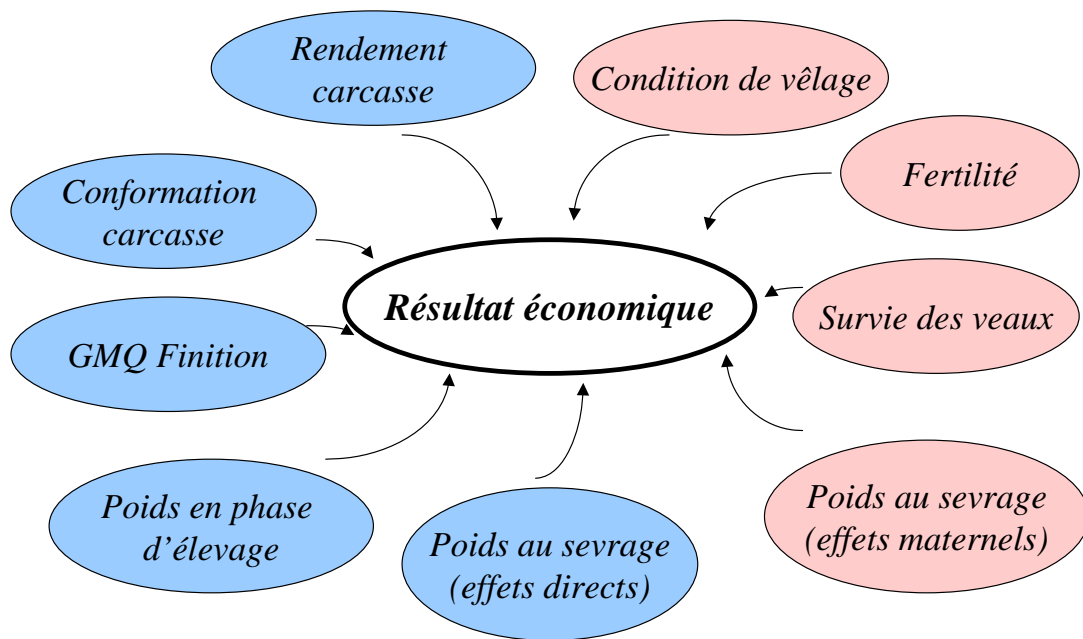 Rendement
carcasse
Condition de vêlage
Fertilité
Conformation
carcasse
Résultat économique
Survie des veaux
GMQ Finition
Poids en phase
d’élevage
Poids au sevrage
(effets directs)
Poids au sevrage
(effets maternels)